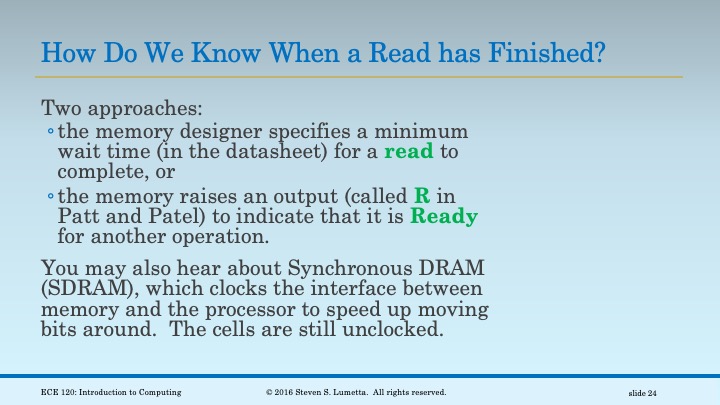 How Do We Know When a Read has Finished?
Two approaches:
◦the memory designer specifies a minimum
wait time (in the datasheet) for a read to
complete, or
◦the memory raises an output (called R in
Patt and Patel) to indicate that it is Ready
for another operation.
You may also hear about Synchronous DRAM
(SDRAM), which clocks the interface between
memory and the processor to speed up moving
bits around.  The cells are still unclocked.
ECE 120: Introduction to Computing
© 2016 Steven S. Lumetta.  All rights reserved.
slide 24